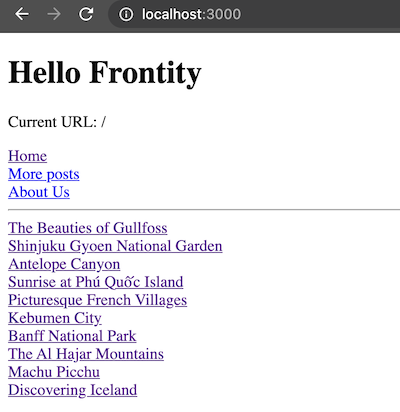 localhost:3000
Hello Frontity
Current URL: /
Home
More posts
About Us
The Beauties of Gullfoss
Shinjuku Gyoen National Garden
Antelope Canyon
Sunrise at Phú Quốc Island
Picturesque French Villages
Kebumen City
Banff National Park
The Al Hajar Mountains
Machu Picchu
Discovering Iceland